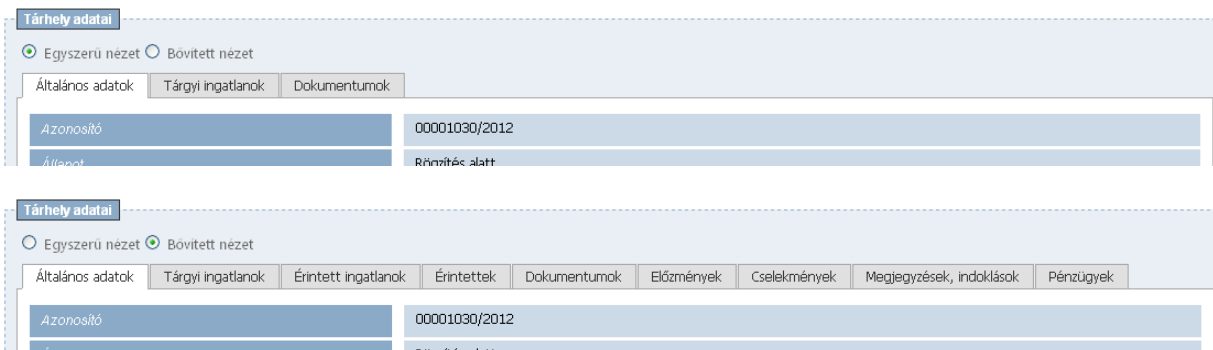 Tárhely adatai
Egyszerű nézet Bővített nézet
Általános adatok Tárgyi ingatlanok Dokumentumok
Azonosító 00001030/2012
Állapot Rögzítés alatt
Tárhely adatai
Egyszerű nézet Bővített nézet
Általános adatok Tárgyi ingatlanok Érintett ingatlanok Érintettek Dokumentumok Előzmények Cselekmények Megjegyzések, indoklások Pénzügyek
Azonosító 00001030/2012